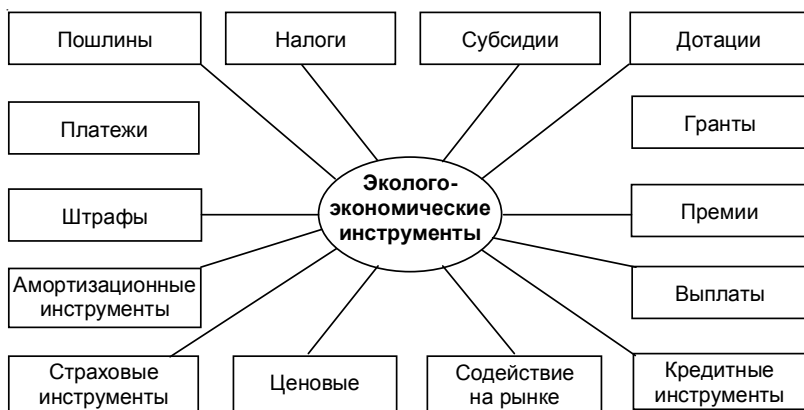 Пошлины
Налоги
Субсидии
Дотации
Платежи
Гранты
Эколого-
экономические
инструменты
Штрафы
Премии
Амортизационные
инструменты
Выплаты
Страховые
инструменты
Ценовые
Содействие
на рынке
Кредитные
инструменты